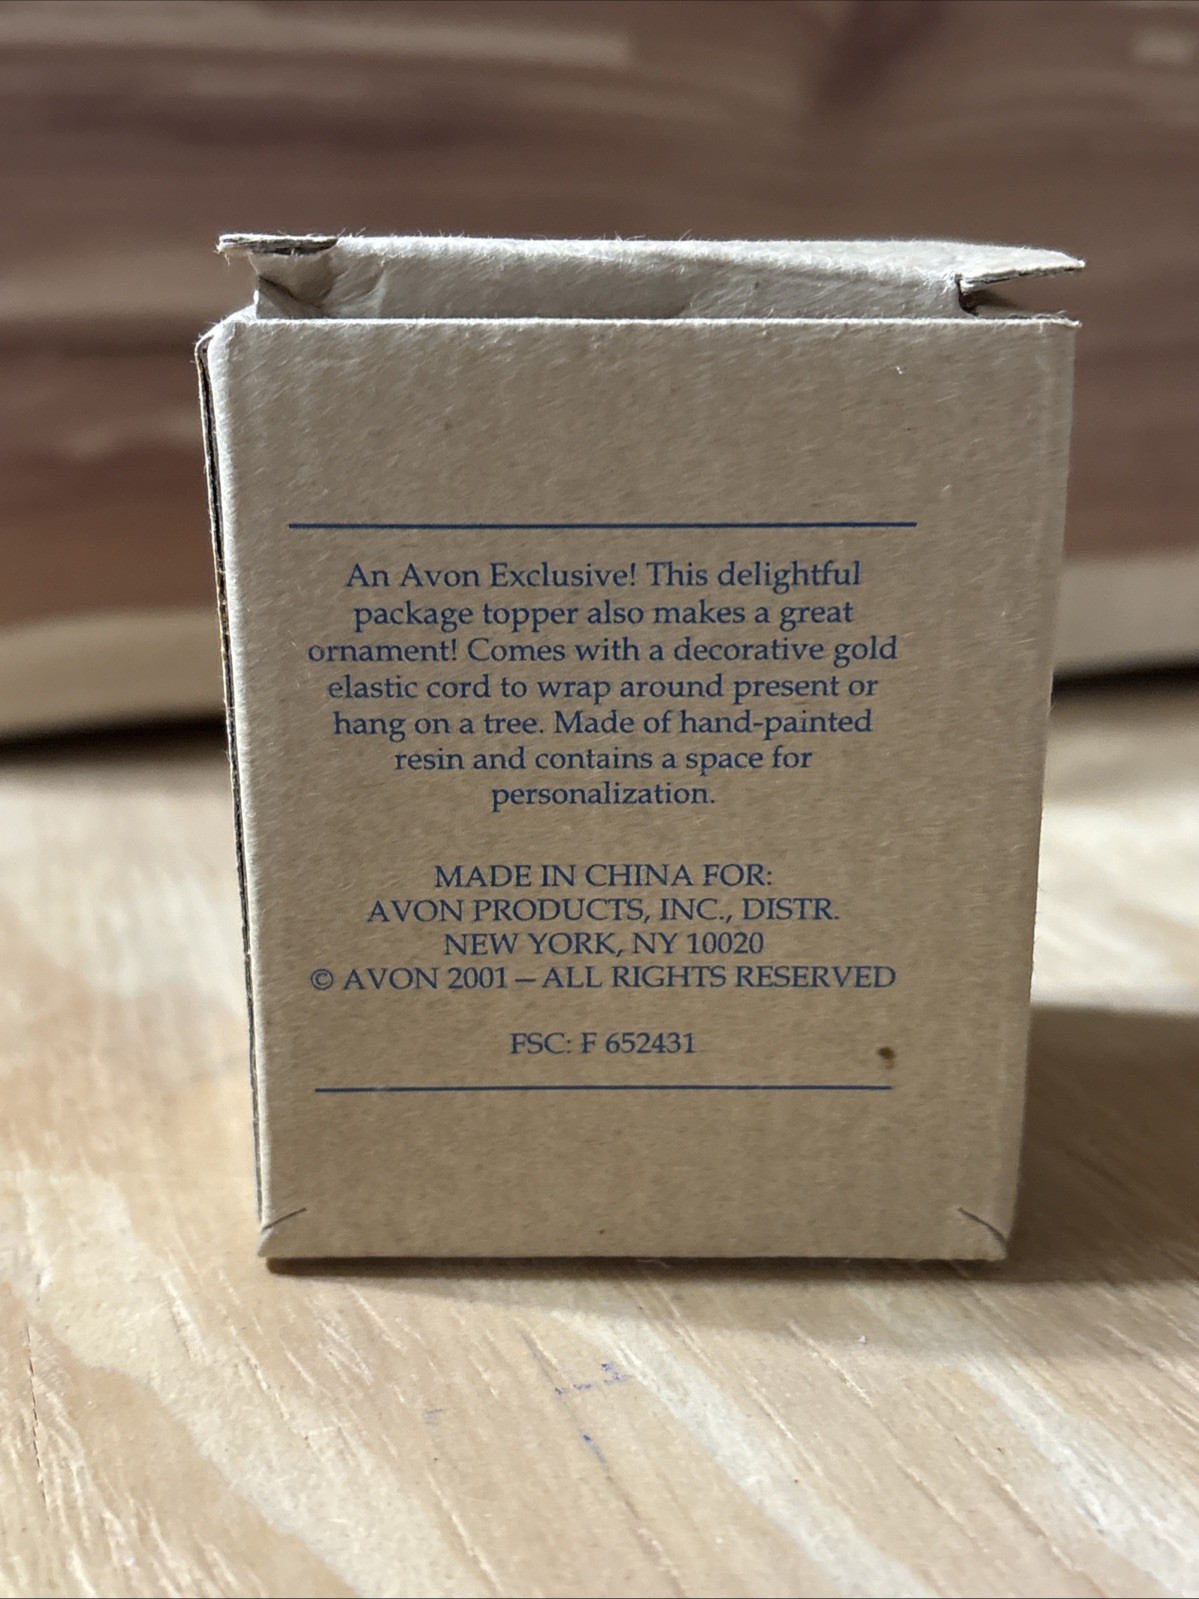 An Avon Exclusive! This delightful
package topper also makes a great
ornament! Comes with a decorative gold
elastic cord to wrap around present or
hang on a tree. Made of hand-painted
resin and contains a space for
personalization.
MADE IN CHINA FOR:
AVON PRODUCTS, INC., DISTR.
NEW YORK, NY 10020
© AVON 2001 – ALL RIGHTS RESERVED
FSC: F 652431